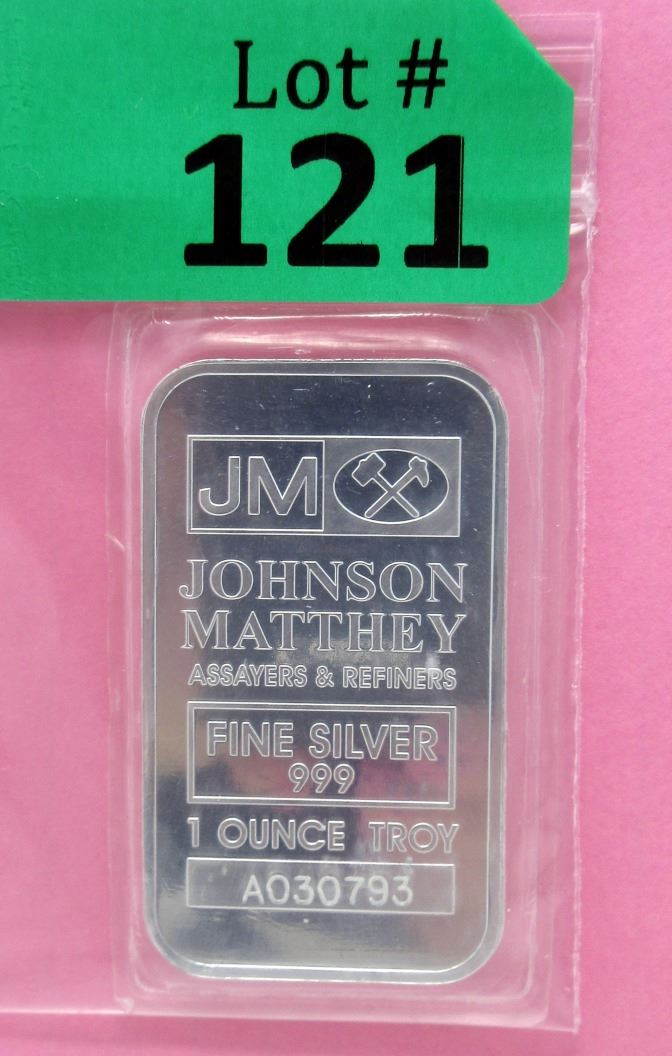 Lot #
121
JM
JOHNSON
MATTHEY
ASSAYERS & REFINERS
FINE SILVER
999
1 OUNCE TROY
A030793